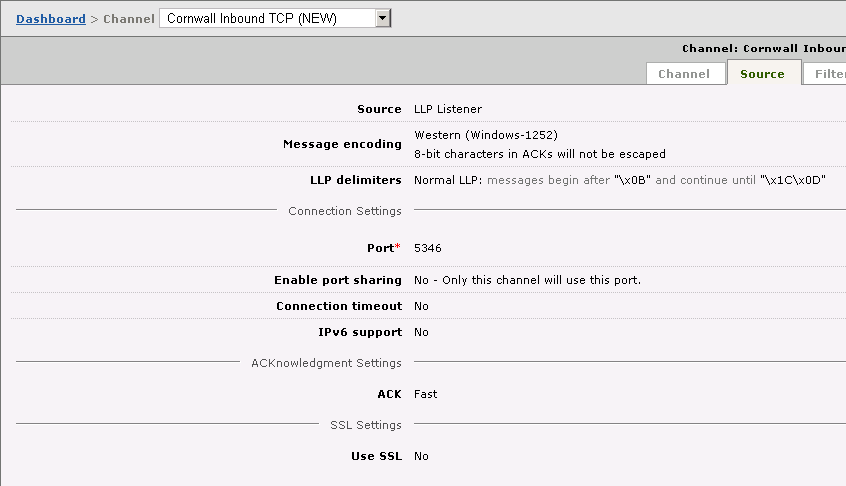 Dashboard > Channel Cornwall Inbound TCP (NEW)
Channel: Cornwall Inbour
Channel Source Filte
Source LLP Listener
Message encoding Western (Windows-1252)
8-bit characters in ACKs will not be escaped
LLP delimiters Normal LLP: messages begin after "\x0B" and continue until "\x1C\x0D"
Connection Settings
Port* 5346
Enable port sharing No - Only this channel will use this port.
Connection timeout No
IPv6 support No
ACKnowledgment Settings
ACK Fast
SSL Settings
Use SSL No